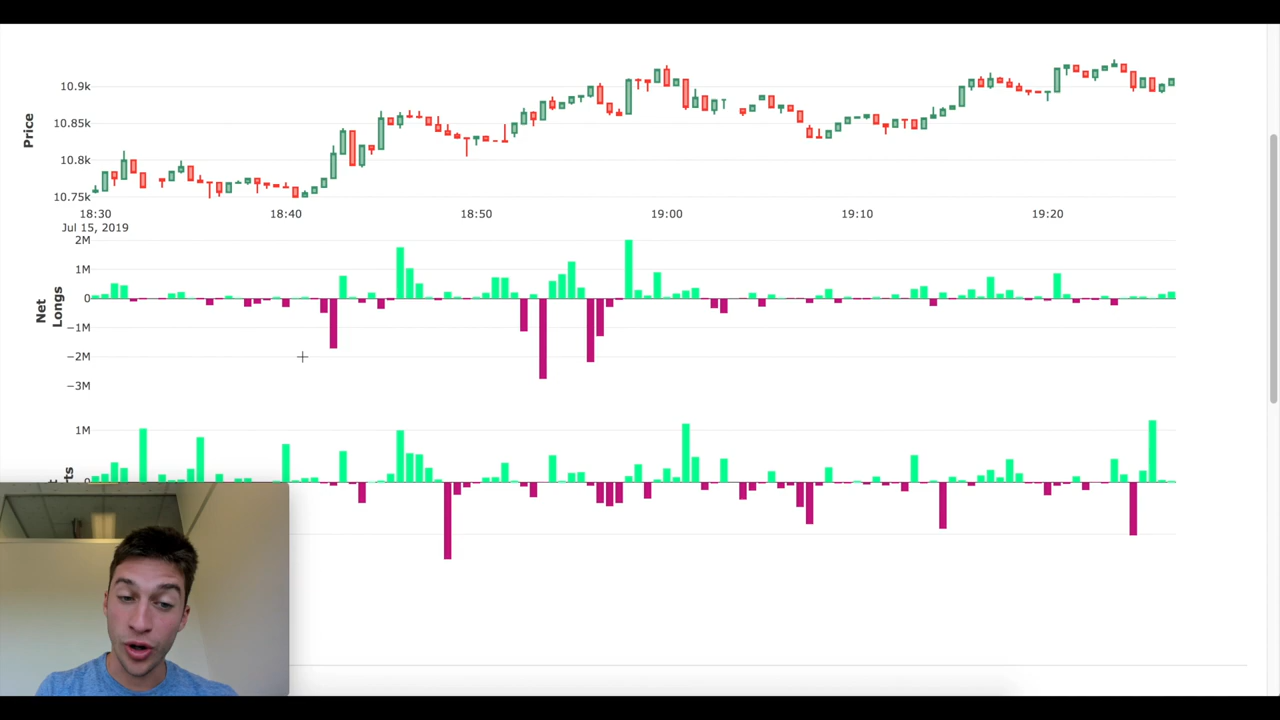 Price
10.9k
10.85k
10.8k
10.75k
18:30 18:40 18:50 19:00 19:10 19:20
Jul 15, 2019
Net
Longs
2M
1M
0
−1M
−2M
−3M
1M
0